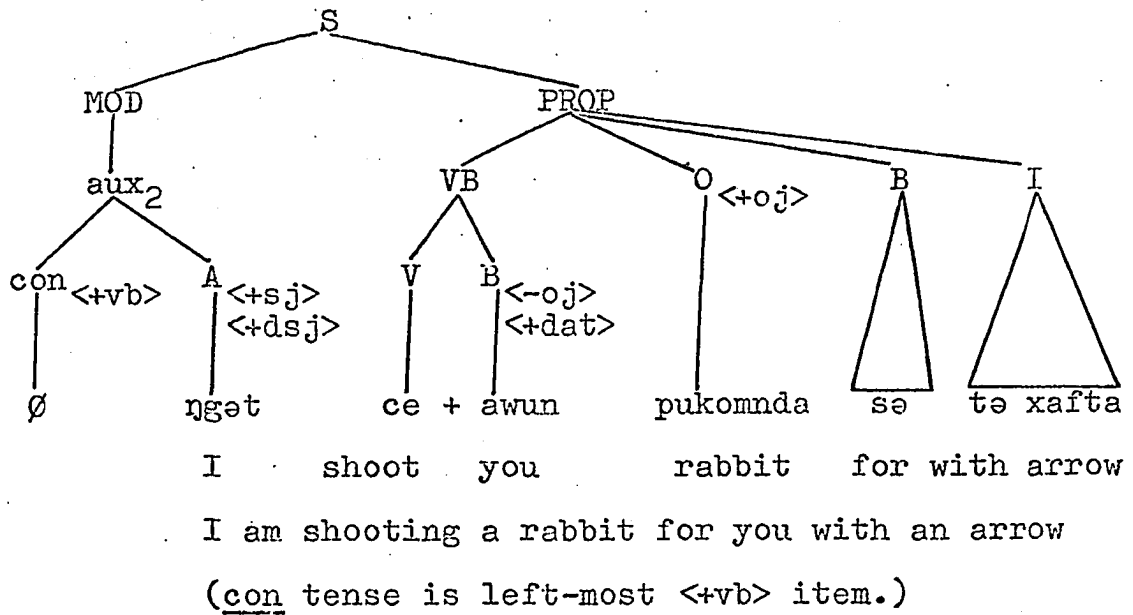 S
MOD PROP
aux₂ VB O<+oj> B I
con<+vb> A<+sj> V B<-oj>
<+dsj> <+dat>
Ø ŋgət ce + awun pukomnda sə tə xafta
I shoot you rabbit for with arrow
I am shooting a rabbit for you with an arrow
(con tense is left-most <+vb> item.)